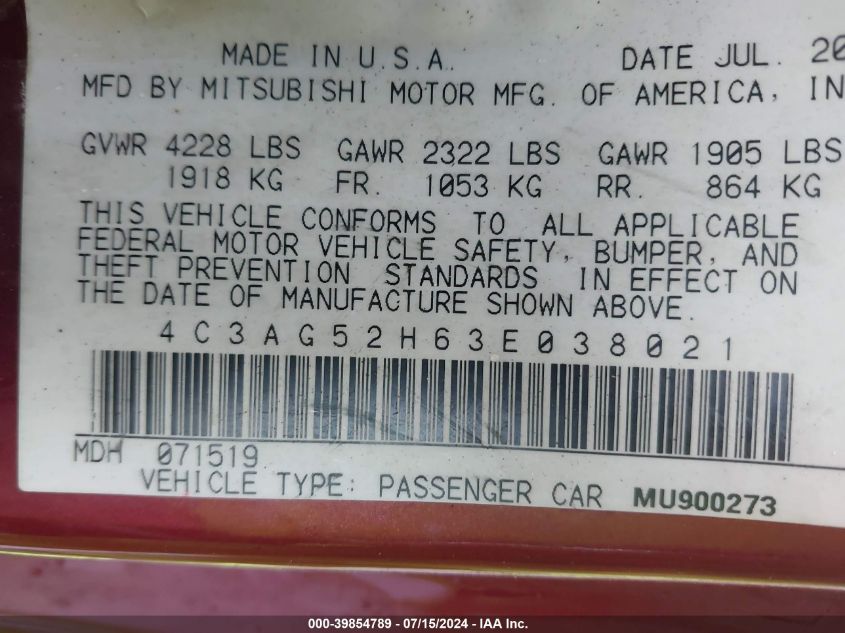 MADE IN U.S.A. DATE JUL. 20
MFD BY MITSUBISHI MOTOR MFG. OF AMERICA, IN
GVWR 4228 LBS GAWR 2322 LBS GAWR 1905 LBS
1918 KG FR. 1053 KG RR. 864 KG
THIS VEHICLE CONFORMS TO ALL APPLICABLE
FEDERAL MOTOR VEHICLE SAFETY, BUMPER, AND
THEFT PREVENTION STANDARDS IN EFFECT ON
THE DATE OF MANUFACTURE SHOWN ABOVE.
4C3AG52H63E038021
MDH 071519
VEHICLE TYPE: PASSENGER CAR MU900273
000-39854789 / 07/15/2024 - IAA Inc.